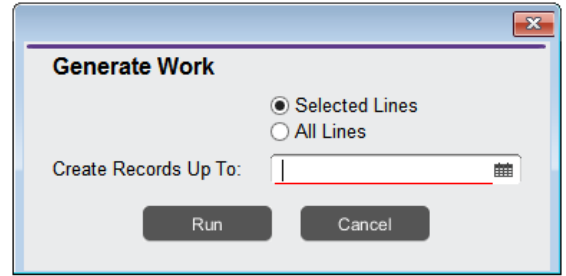 Generate Work
Selected Lines
All Lines
Create Records Up To:
Run Cancel